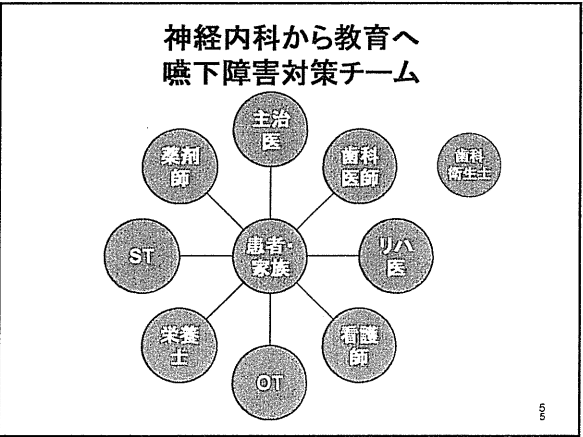 神経内科から教育へ
嚥下障害対策チーム
主治
医
歯科
医師
歯科
衛生士
リハ
医
看護
師
OT
栄養
士
ST
薬剤
師
患者・
家族
55